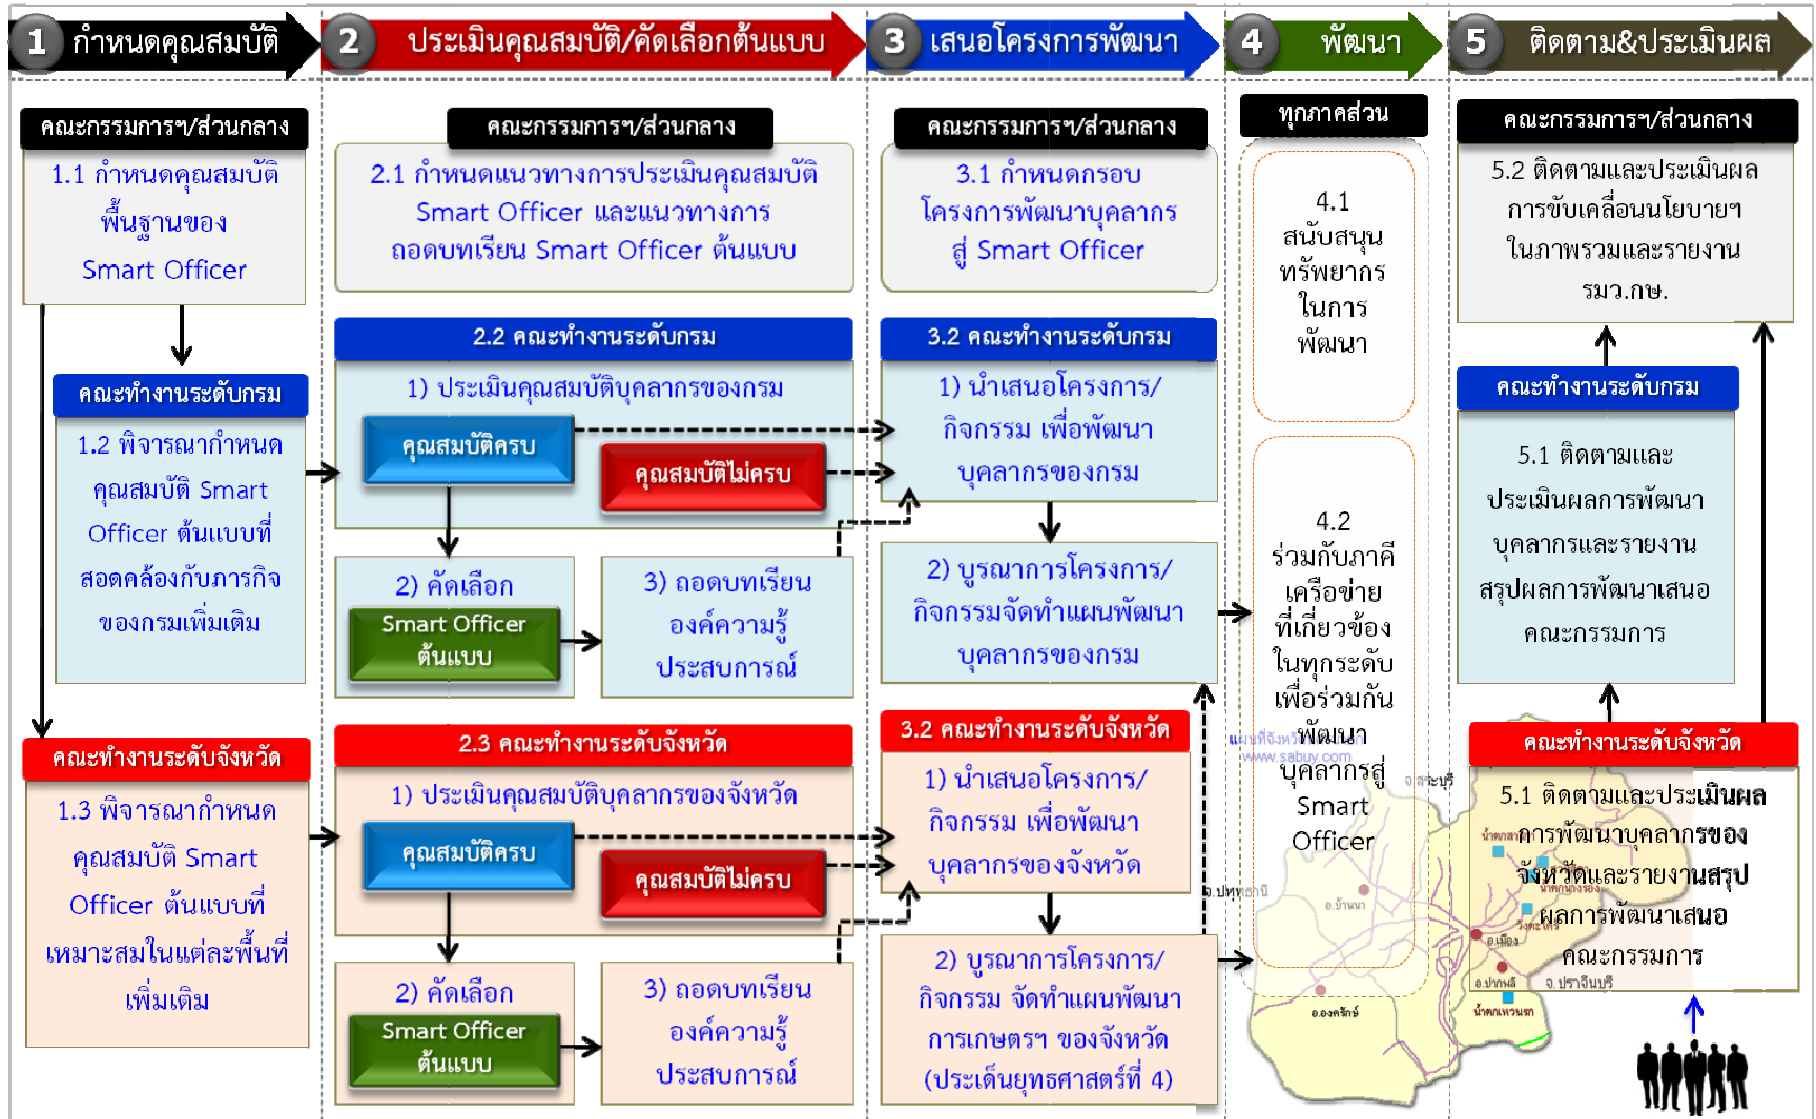 1 กำหนดคุณสมบัติ
2 ประเมินคุณสมบัติ/คัดเลือกต้นแบบ
3 เสนอโครงการพัฒนา
4 พัฒนา
5 ติดตาม&ประเมินผล
คณะกรรมการฯ/ส่วนกลาง
1.1 กำหนดคุณสมบัติ
พื้นฐานของ
Smart Officer
คณะทำงานระดับกรม
1.2 พิจารณากำหนด
คุณสมบัติ Smart
Officer ต้นแบบที่
สอดคล้องกับภารกิจ
ของกรมเพิ่มเติม
คณะทำงานระดับจังหวัด
1.3 พิจารณากำหนด
คุณสมบัติ Smart
Officer ต้นแบบที่
เหมาะสมในแต่ละพื้นที่
เพิ่มเติม
คณะกรรมการฯ/ส่วนกลาง
2.1 กำหนดแนวทางการประเมินคุณสมบัติ
Smart Officer และแนวทางการ
ถอดบทเรียน Smart Officer ต้นแบบ
2.2 คณะทำงานระดับกรม
1) ประเมินคุณสมบัติบุคลากรของกรม
คุณสมบัติครบ
คุณสมบัติไม่ครบ
2) คัดเลือก
Smart Officer
ต้นแบบ
3) ถอดบทเรียน
องค์ความรู้
ประสบการณ์
2.3 คณะทำงานระดับจังหวัด
1) ประเมินคุณสมบัติบุคลากรของจังหวัด
คุณสมบัติครบ
คุณสมบัติไม่ครบ
2) คัดเลือก
Smart Officer
ต้นแบบ
3) ถอดบทเรียน
องค์ความรู้
ประสบการณ์
คณะกรรมการฯ/ส่วนกลาง
3.1 กำหนดกรอบ
โครงการพัฒนาบุคลากร
สู่ Smart Officer
3.2 คณะทำงานระดับกรม
1) นำเสนอโครงการ/
กิจกรรม เพื่อพัฒนา
บุคลากรของกรม
2) บูรณาการโครงการ/
กิจกรรมจัดทำแผนพัฒนา
บุคลากรของกรม
3.2 คณะทำงานระดับจังหวัด
1) นำเสนอโครงการ/
กิจกรรม เพื่อพัฒนา
บุคลากรของจังหวัด
2) บูรณาการโครงการ/
กิจกรรม จัดทำแผนพัฒนา
การเกษตรฯ ของจังหวัด
(ประเด็นยุทธศาสตร์ที่ 4)
ทุกภาคส่วน
4.1
สนับสนุน
ทรัพยากร
ในการ
พัฒนา
4.2
ร่วมกับภาคี
เครือข่าย
ที่เกี่ยวข้อง
ในทุกระดับ
เพื่อร่วมกัน
พัฒนา
บุคลากรสู่
Smart
Officer
คณะกรรมการฯ/ส่วนกลาง
5.2 ติดตามและประเมินผล
การขับเคลื่อนนโยบายฯ
ในภาพรวมและรายงาน
รมว.กษ.
คณะทำงานระดับกรม
5.1 ติดตามและ
ประเมินผลการพัฒนา
บุคลากรและรายงาน
สรุปผลการพัฒนาเสนอ
คณะกรรมการ
คณะทำงานระดับจังหวัด
5.1 ติดตามและประเมินผล
การพัฒนาบุคลากรของ
จังหวัดและรายงานสรุป
ผลการพัฒนาเสนอ
คณะกรรมการ
www.sabuy.com
จ.สระบุรี
จ.ปทุมธานี
อ.บ้านนา
อ.เมือง
อ.ปากพลี
จ.ปราจีนบุรี
อ.องครักษ์